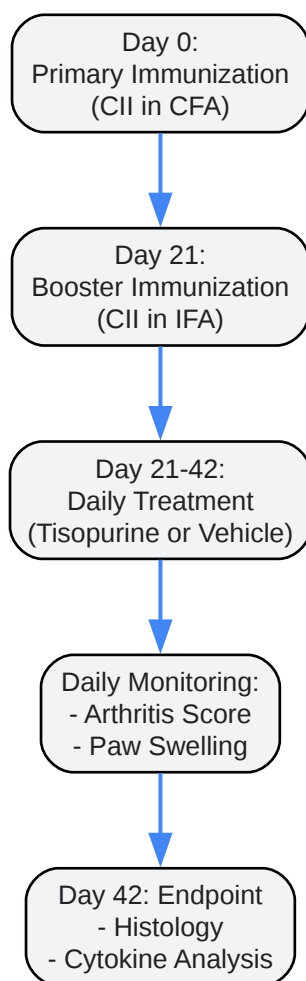 Day 0:
Primary Immunization
(CII in CFA)
Day 21:
Booster Immunization
(CII in IFA)
Day 21-42:
Daily Treatment
(Tisopurine or Vehicle)
Daily Monitoring:
- Arthritis Score
- Paw Swelling
Day 42: Endpoint
- Histology
- Cytokine Analysis